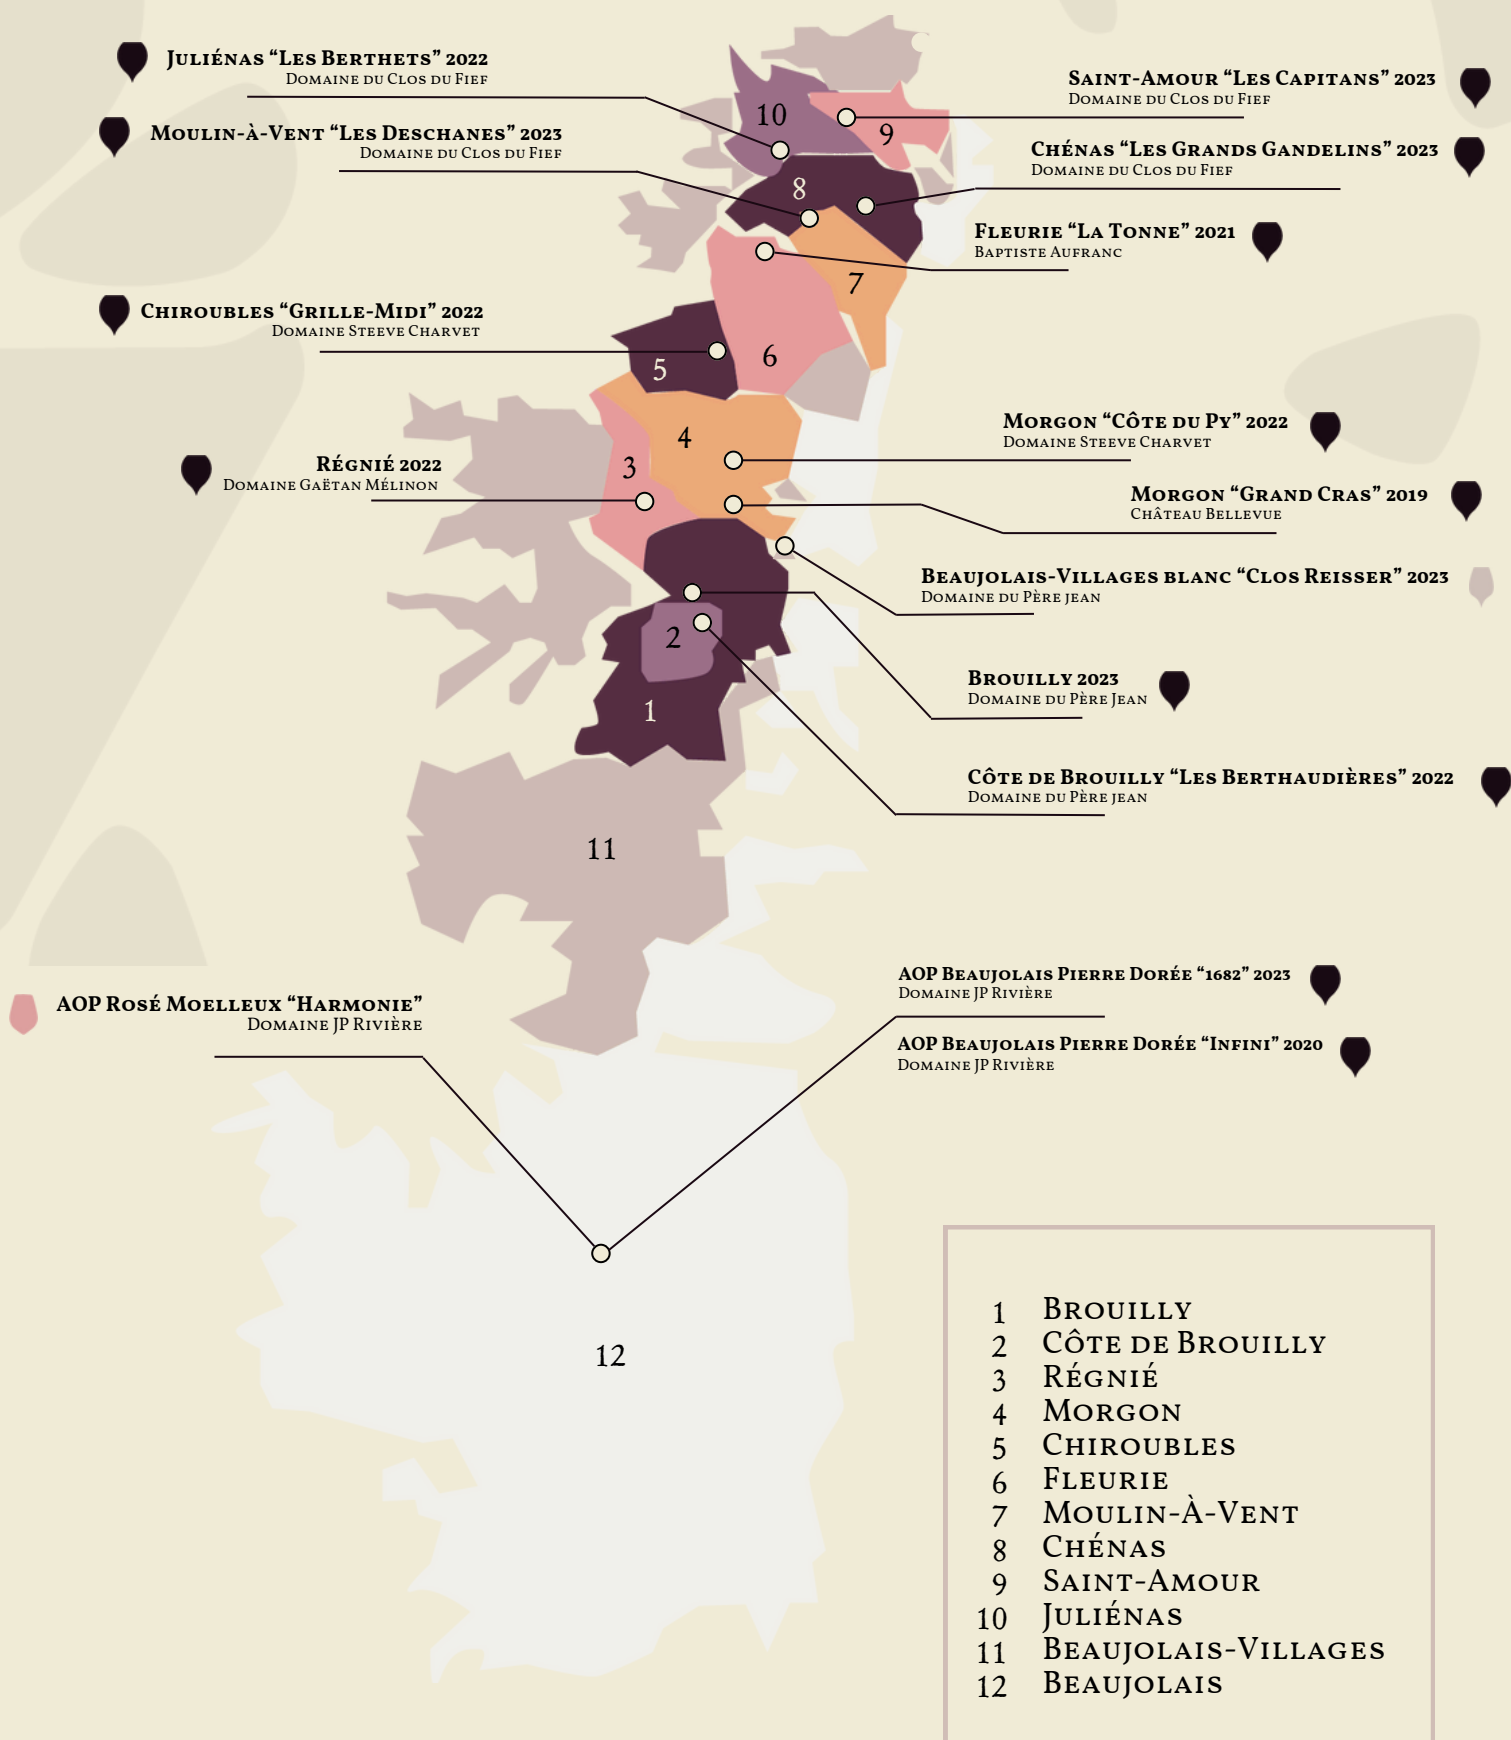 Juliénas “Les Berthets” 2022
Domaine du Clos du Fief
Saint-Amour “Les Capitans” 2023
Domaine du Clos du Fief
Moulin-à-Vent “Les Deschanes” 2023
Domaine du Clos du Fief
Chénas “Les Grands Gandelins” 2023
Domaine du Clos du Fief
Fleurie “La Tonne” 2021
Baptiste Aufranc
Chiroubles “Grille-Midi” 2022
Domaine Steeve Charvet
Morgon “Côte du Py” 2022
Domaine Steeve Charvet
Régnié 2022
Domaine Gaëtan Mélinon
Morgon “Grand Cras” 2019
Château Bellevue
Beaujolais-Villages blanc “Clos Reisser” 2023
Domaine du Père jean
Brouilly 2023
Domaine du Père Jean
Côte de Brouilly “Les Berthaudières” 2022
Domaine du Père jean
AOP Rosé Moelleux “Harmonie”
Domaine JP Rivière
AOP Beaujolais Pierre Dorée “1682” 2023
Domaine JP Rivière
AOP Beaujolais Pierre Dorée “Infini” 2020
Domaine JP Rivière
10
9
8
7
6
5
4
3
2
1
11
12
1 Brouilly
2 Côte de Brouilly
3 Régnié
4 Morgon
5 Chiroubles
6 Fleurie
7 Moulin-À-Vent
8 Chénas
9 Saint-Amour
10 Juliénas
11 Beaujolais-Villages
12 Beaujolais